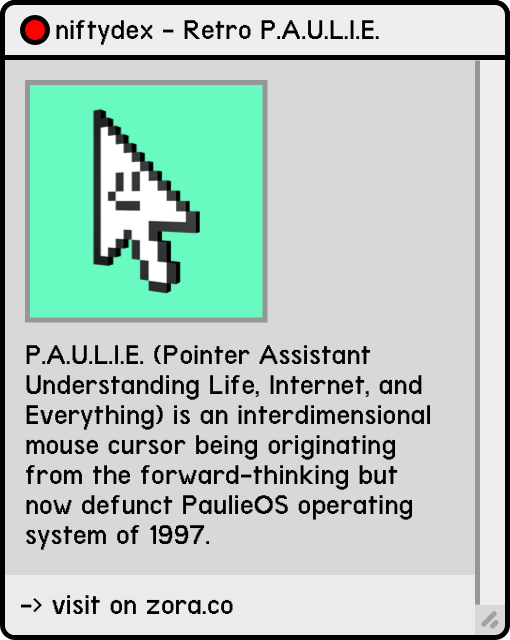 niftydex - Retro P.A.U.L.I.E.
P.A.U.L.I.E. (Pointer Assistant
Understanding Life, Internet, and
Everything) is an interdimensional
mouse cursor being originating
from the forward-thinking but
now defunct PaulieOS operating
system of 1997.
-> visit on zora.co